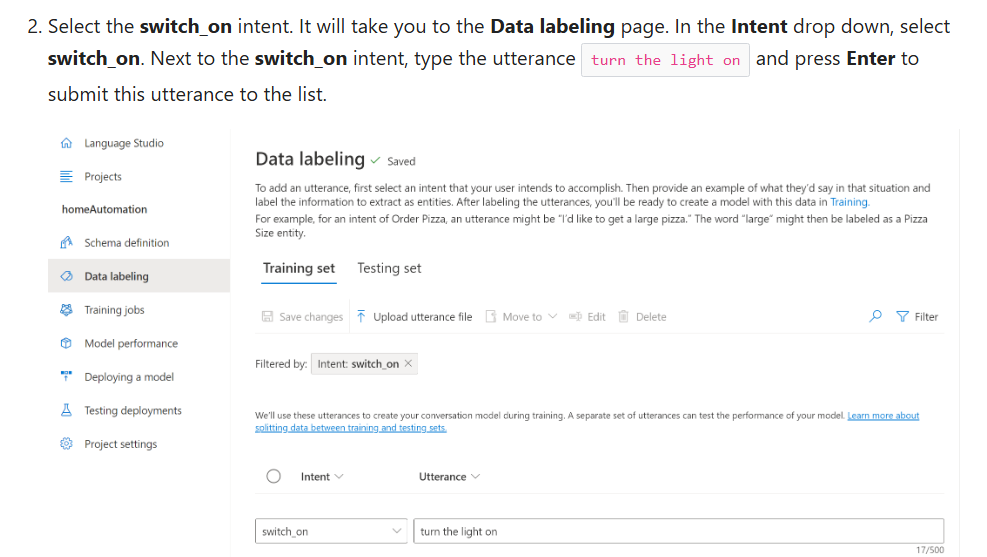 2. Select the switch_on intent. It will take you to the Data labeling page. In the Intent drop down, select
switch_on. Next to the switch_on intent, type the utterance turn the light on and press Enter to
submit this utterance to the list.
Language Studio
Projects
homeAutomation
Schema definition
Data labeling
Training jobs
Model performance
Deploying a model
Testing deployments
Project settings
Data labeling Saved
To add an utterance, first select an intent that your user intends to accomplish. Then provide an example of what they'd say in that situation and
label the information to extract as entities. After labeling the utterances, you'll be ready to create a model with this data in Training.
For example, for an intent of Order Pizza, an utterance might be "I'd like to get a large pizza." The word "large" might then be labeled as a Pizza
Size entity.
Training set Testing set
Save changes Upload utterance file Move to Edit Delete Filter
Filtered by: Intent: switch_on
We'll use these utterances to create your conversation model during training. A separate set of utterances can test the performance of your model. Learn more about
splitting data between training and testing sets.
Intent Utterance
switch_on turn the light on
17/500